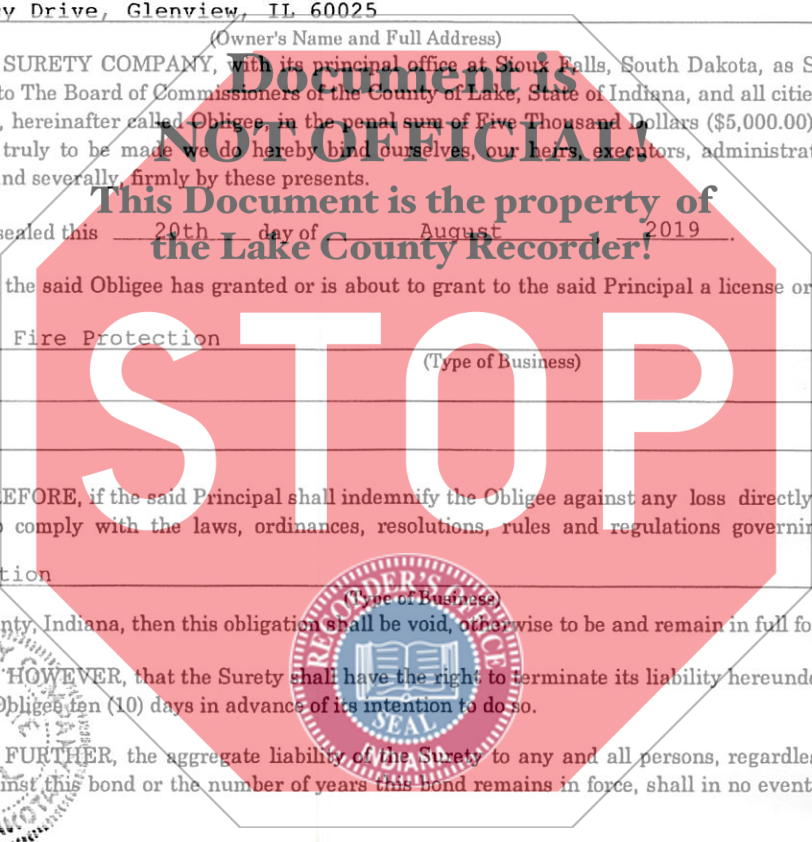 y Drive, Glenview, IL 60025
(Owner's Name and Full Address)
SURETY COMPANY, with its principal office at Sioux Falls, South Dakota, as S
Document is
to The Board of Commissioners of the County of Lake, State of Indiana, and all citie
, hereinafter called Obligee, in the penal sum of Five Thousand Dollars ($5,000.00)
NOT OFFICIAL!
truly to be made we do hereby bind ourselves, our heirs, executors, administrat
nd severally, firmly by these presents.
This Document is the property of
sealed this 20th day of August, 2019.
the Lake County Recorder!
the said Obligee has granted or is about to grant to the said Principal a license or
Fire Protection
(Type of Business)
STOP
EFORE, if the said Principal shall indemnify the Obligee against any loss directly
comply with the laws, ordinances, resolutions, rules and regulations governin
tion
(Type of Business)
RECORDER'S OFFICE
nty, Indiana, then this obligation shall be void, otherwise to be and remain in full fo
HOWEVER, that the Surety shall have the right to terminate its liability hereunde
Obligee ten (10) days in advance of its intention to do so.
SEAL
INDIANA
FURTHER, the aggregate liability of the Surety to any and all persons, regardles
inst this bond or the number of years this bond remains in force, shall in no event